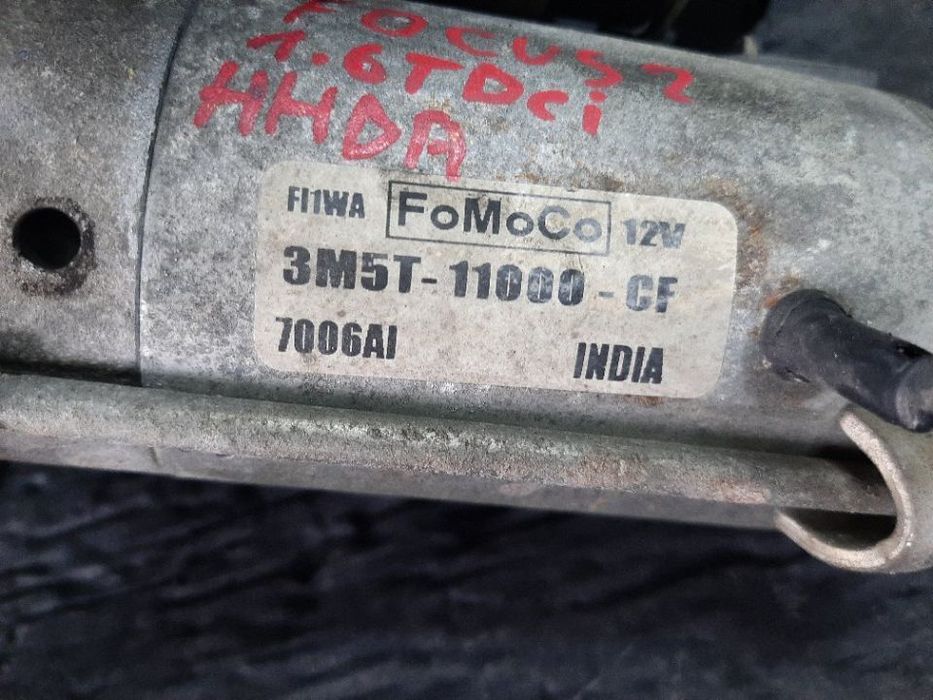 FOCUS 2
1.6TDCi
HHDA
FI1WA FoMoCo 12V
3M5T-11000-CF
7006AI INDIA